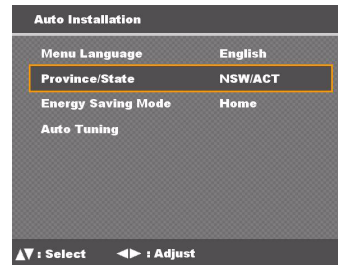 Auto Installation
Menu Language English
Province/State NSW/ACT
Energy Saving Mode Home
Auto Tuning
▲▼ : Select ◀▶ : Adjust